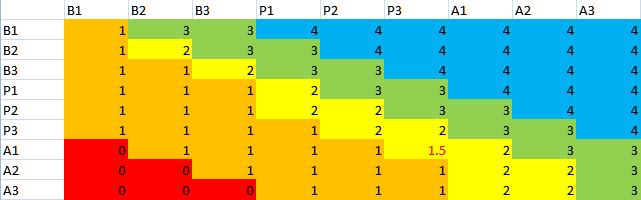 B1 B2 B3 P1 P2 P3 A1 A2 A3
B1 1 3 3 4 4 4 4 4 4
B2 1 2 3 3 4 4 4 4 4
B3 1 1 2 3 3 4 4 4 4
P1 1 1 1 2 3 3 4 4 4
P2 1 1 1 2 2 3 3 4 4
P3 1 1 1 1 2 2 3 3 4
A1 0 1 1 1 1 1.5 2 3 3
A2 0 0 1 1 1 1 2 2 3
A3 0 0 0 1 1 1 2 2 3